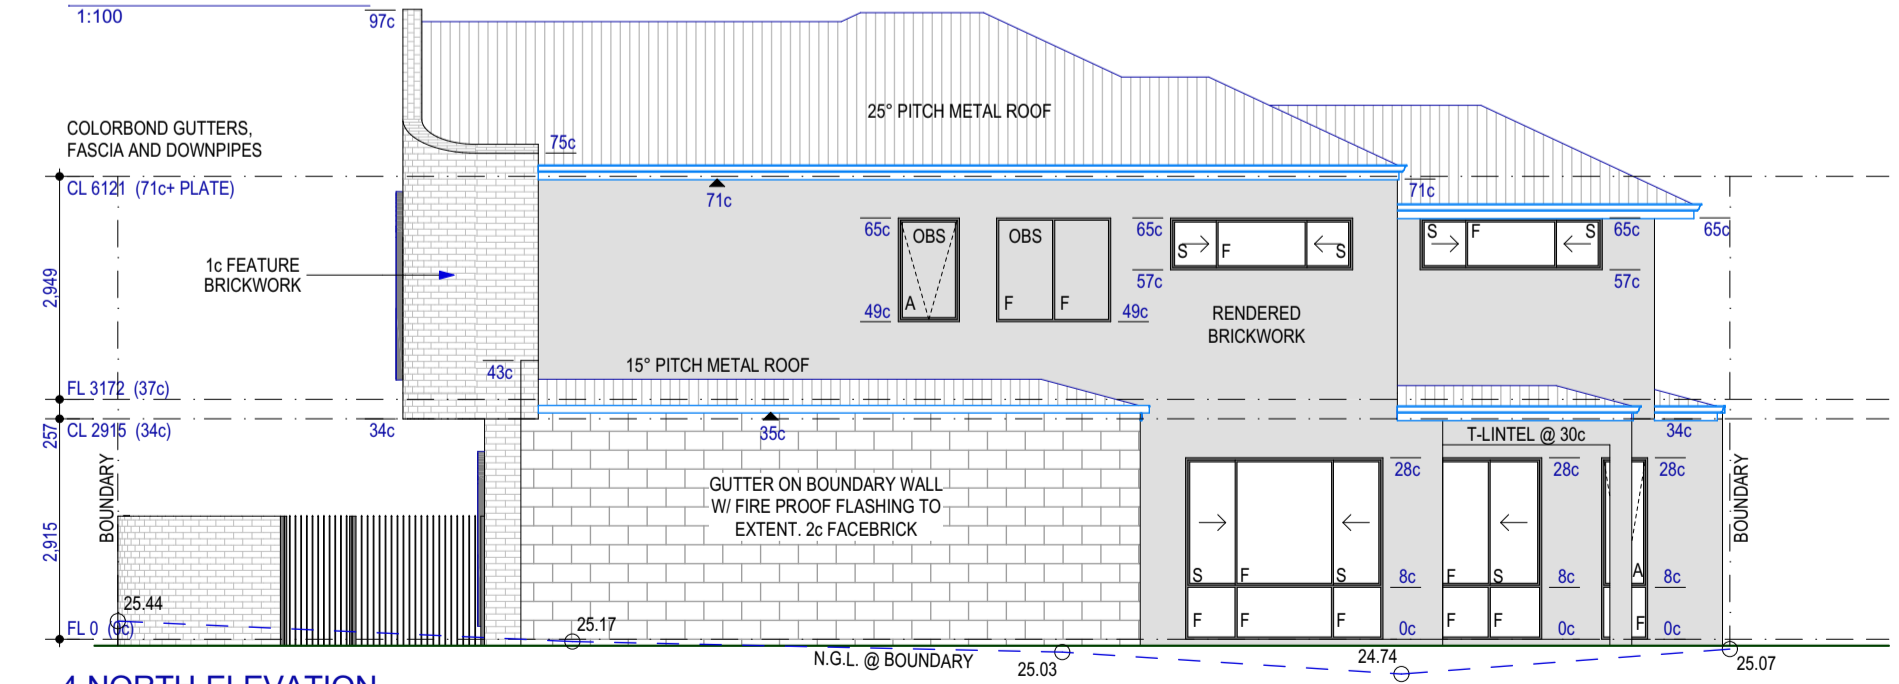 1:100
97c
COLORBOND GUTTERS,
FASCIA AND DOWNPIPES
25° PITCH METAL ROOF
75c
CL 6121 (71c+ PLATE)
71c
71c
65c
OBS
A
49c
OBS
F F
49c
65c
S F S
57c
S F S
65c
57c
65c
1c FEATURE
BRICKWORK
2,949
RENDERED
BRICKWORK
15° PITCH METAL ROOF
43c
FL 3172 (37c)
257
CL 2915 (34c)
34c
35c
T-LINTEL @ 30c
34c
BOUNDARY
GUTTER ON BOUNDARY WALL
W/ FIRE PROOF FLASHING TO
EXTENT. 2c FACEBRICK
28c
28c
28c
BOUNDARY
2,915
S F S
8c
F S
8c
A
8c
F F F
0c
F F
0c
F
0c
25.44
FL 0 (0c)
25.17
N.G.L. @ BOUNDARY
25.03
24.74
25.07
4 NORTH ELEVATION